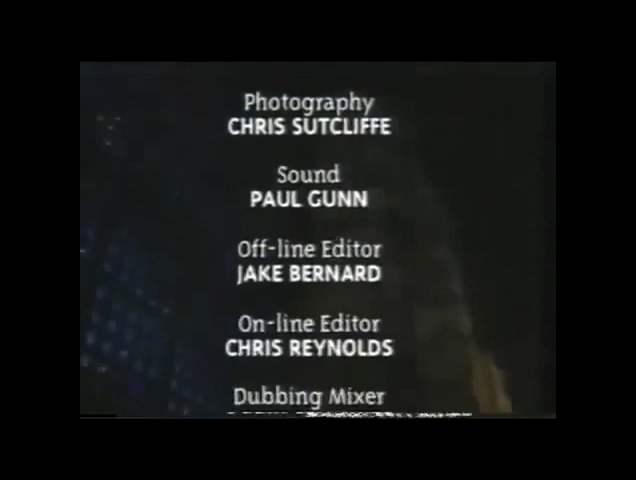 Photography
CHRIS SUTCLIFFE
Sound
PAUL GUNN
Off-line Editor
JAKE BERNARD
On-line Editor
CHRIS REYNOLDS
Dubbing Mixer